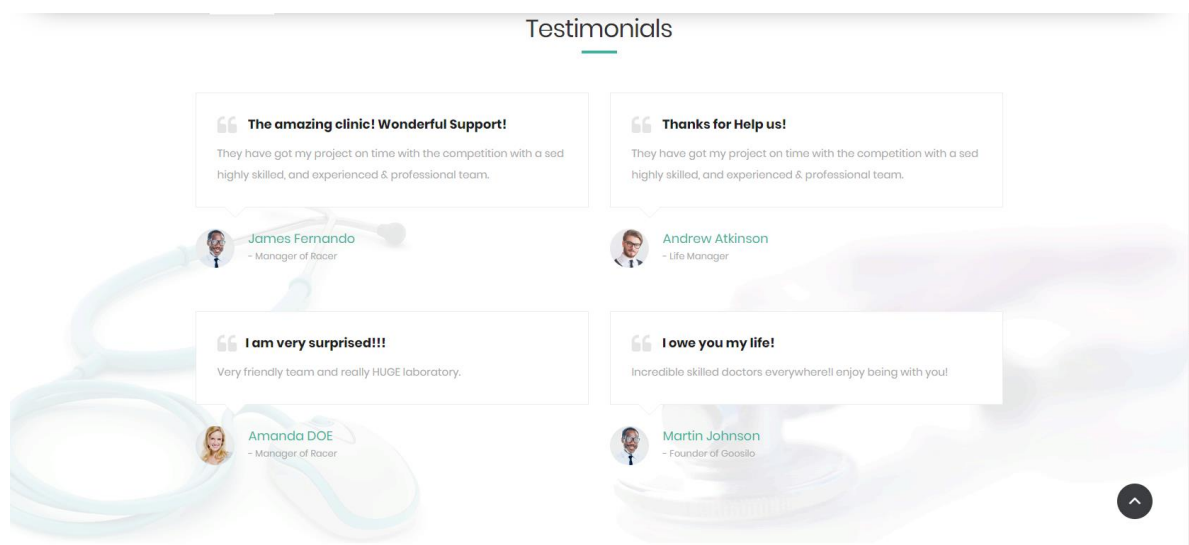 Testimonials
The amazing clinic! Wonderful Support!
They have got my project on time with the competition with a sed
highly skilled, and experienced & professional team.
James Fernando
- Manager of Racer
Thanks for Help us!
They have got my project on time with the competition with a sed
highly skilled, and experienced & professional team.
Andrew Atkinson
- Life Manager
I am very surprised!!!
Very friendly team and really HUGE laboratory.
Amanda DOE
- Manager of Racer
I owe you my life!
Incredible skilled doctors everywhere!I enjoy being with you!
Martin Johnson
- Founder of Goosilo